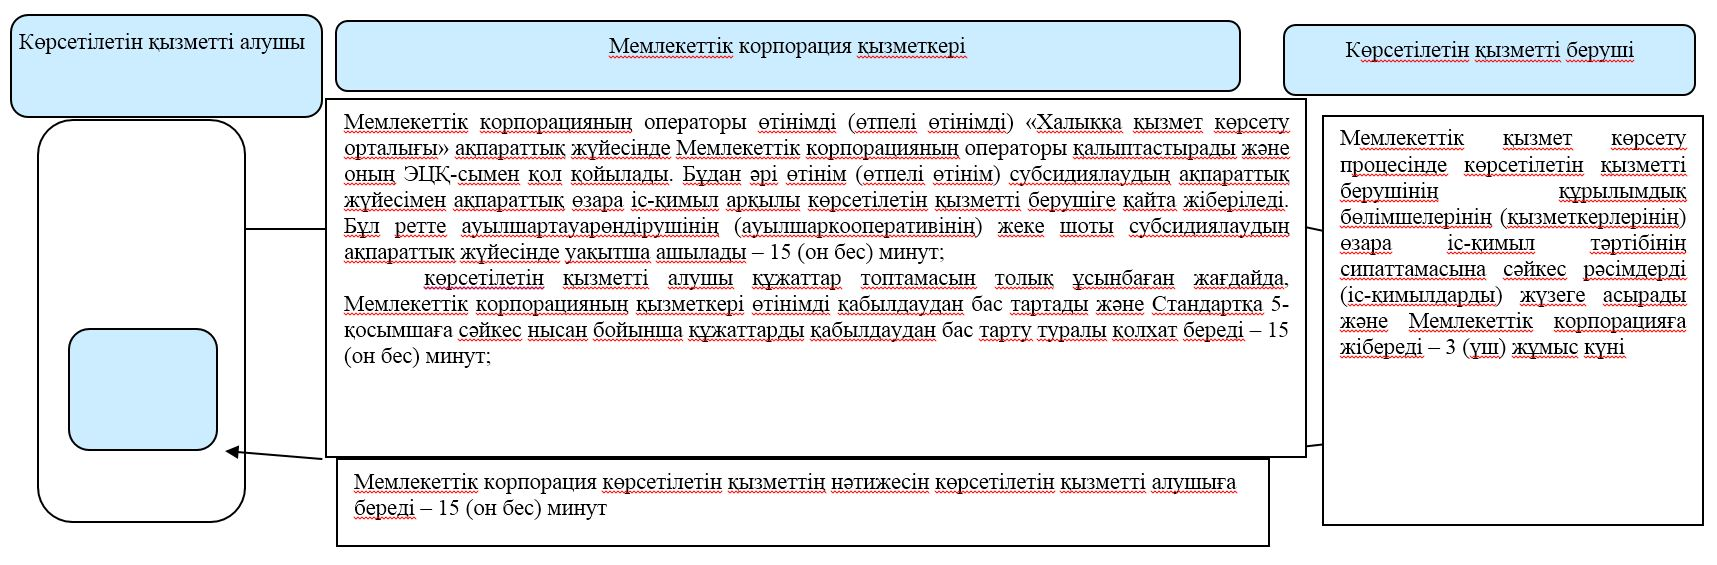 Көрсетілетін қызметті алушы
Мемлекеттік корпорация қызметкері
Көрсетілетін қызметті беруші
Мемлекеттік корпорацияның операторы өтінімді (өтпелі өтінімді) «Халыққа қызмет көрсету
орталығы» ақпараттық жүйесінде Мемлекеттік корпорацияның операторы қалыптастырады және
оның ЭЦҚ-сымен қол қойылады. Бұдан әрі өтінім (өтпелі өтінім) субсидиялаудың ақпараттық
жүйесімен ақпараттық өзара іс-қимыл арқылы көрсетілетін қызметті берушіге қайта жіберіледі.
Бұл ретте ауылшартауарөндірушінің (ауылшаркооперативінің) жеке шоты субсидиялаудың
ақпараттық жүйесінде уақытша ашылады – 15 (он бес) минут;
көрсетілетін қызметті алушы құжаттар топтамасын толық ұсынбаған жағдайда,
Мемлекеттік корпорацияның қызметкері өтінімді қабылдаудан бас тартады және Стандартқа 5-
қосымшаға сәйкес нысан бойынша құжаттарды қабылдаудан бас тарту туралы қолхат береді – 15
(он бес) минут;
Мемлекеттік корпорация көрсетілетін қызметтің нәтижесін көрсетілетін қызметті алушыға
береді – 15 (он бес) минут
Мемлекеттік қызмет көрсету
процесінде көрсетілетін қызметті
берушінің құрылымдық
бөлімшелерінің (қызметкерлерінің)
өзара іс-қимыл тәртібінің
сипаттамасына сәйкес рәсімдерді
(іс-қимылдарды) жүзеге асырады
және Мемлекеттік корпорацияға
жібереді – 3 (үш) жұмыс күні